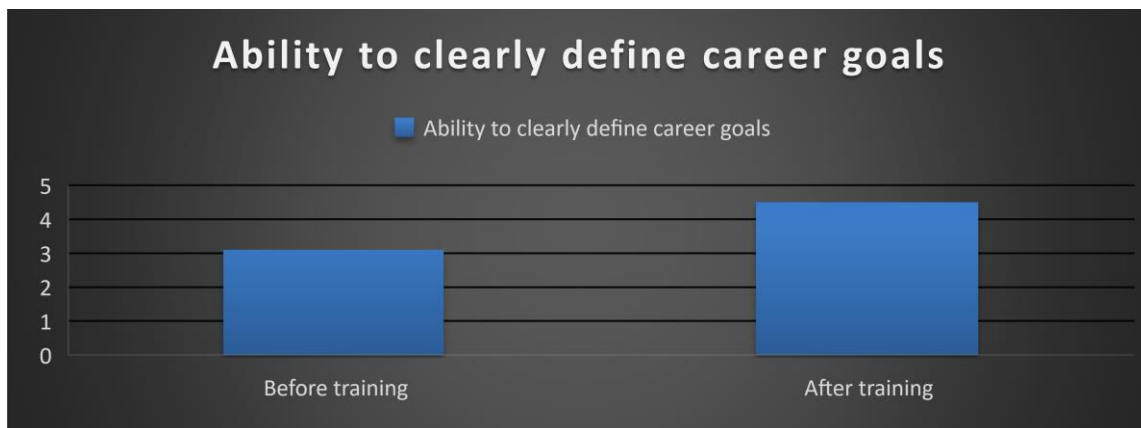 Ability to clearly define career goals
Ability to clearly define career goals
5
4
3
2
1
0
Before training
After training